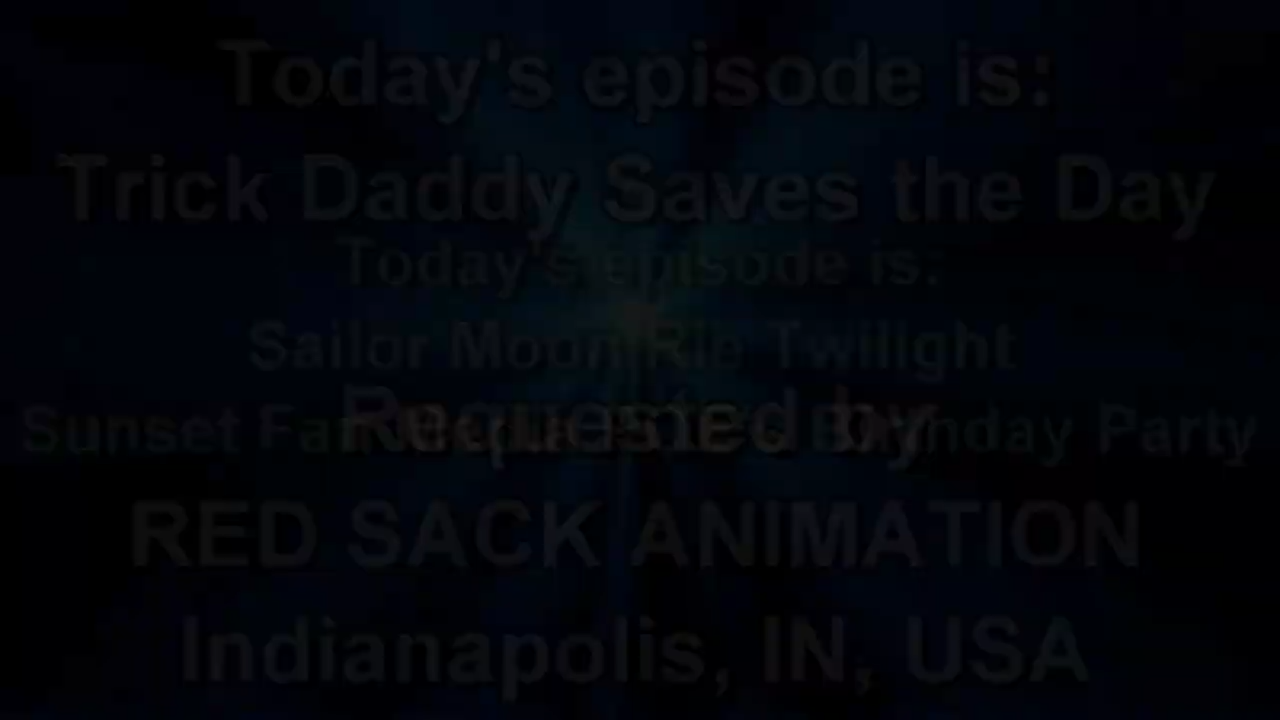 Today's episode is:
Trick Daddy Saves the Day
Today's episode is:
Sailor Moon Rib Twilight
Sunset Birthday Party
Requested by
RED SACK ANIMATION
Indianapolis, IN, USA